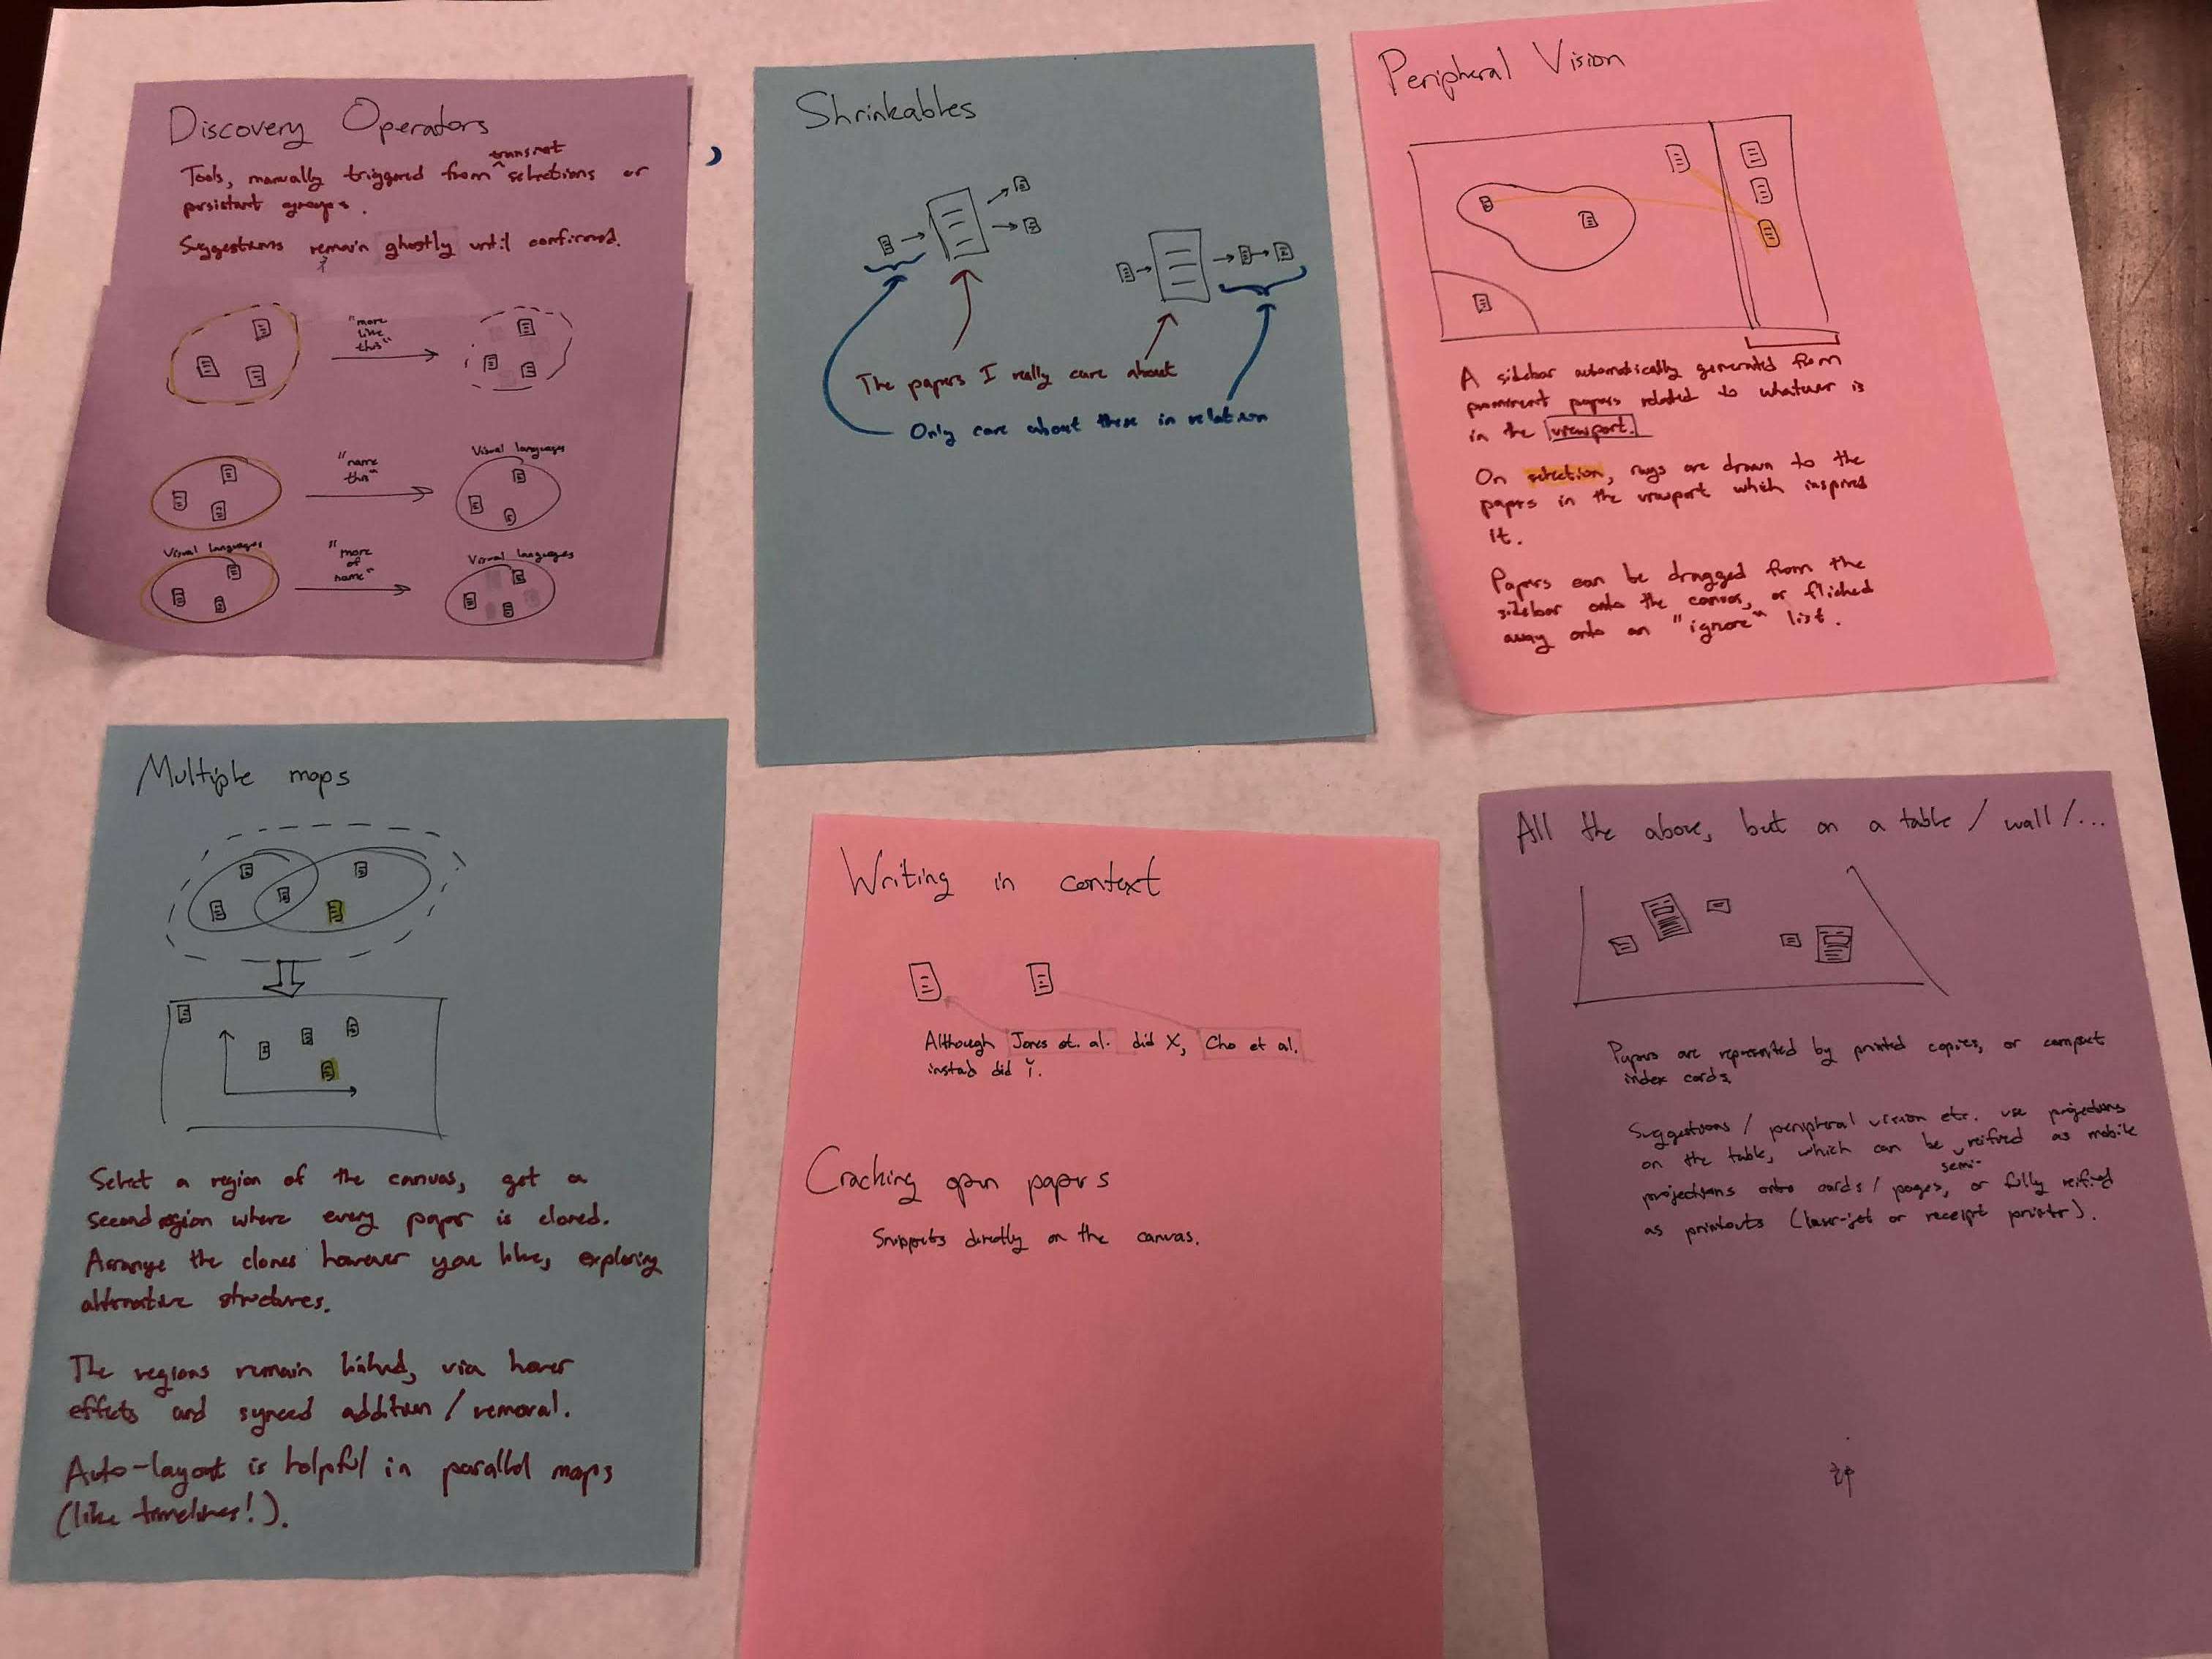 Discovery Operators
transient
Tools, manually triggered from ^ selections or
persistant groups.
Suggestions remain ghostly until confirmed.
"more
like
this"
"name
this"
Visual languages
Visual languages
"more
of
name"
Visual languages
Shrinkables
The papers I really care about
Only care about these in relation
Peripheral Vision
A sidebar automatically generated from
prominent papers related to whatever is
in the viewport.
On selection, rays are drawn to the
papers in the viewport which inspired
it.
Papers can be dragged from the
sidebar onto the canvas, or flicked
away onto an "ignore" list.
Multiple maps
Select a region of the canvas, get a
second region where every paper is cloned.
Arrange the clones however you like, exploring
alternative structures.
The regions remain linked, via hover
effects and synced addition / removal.
Auto-layout is helpful in parallel maps
(like timelines!).
Writing in context
Although Jones et. al. did X, Cho et al.
instead did Y.
Cracking open papers
Snippets directly on the canvas.
All the above, but on a table / wall /...
Papers are represented by printed copies, or compact
index cards.
Suggestions / peripheral vision etc. use projections
on the table, which can be semi-reified as mobile
projections onto cards / pages, or fully reified
as printouts (laser-jet or receipt printer).